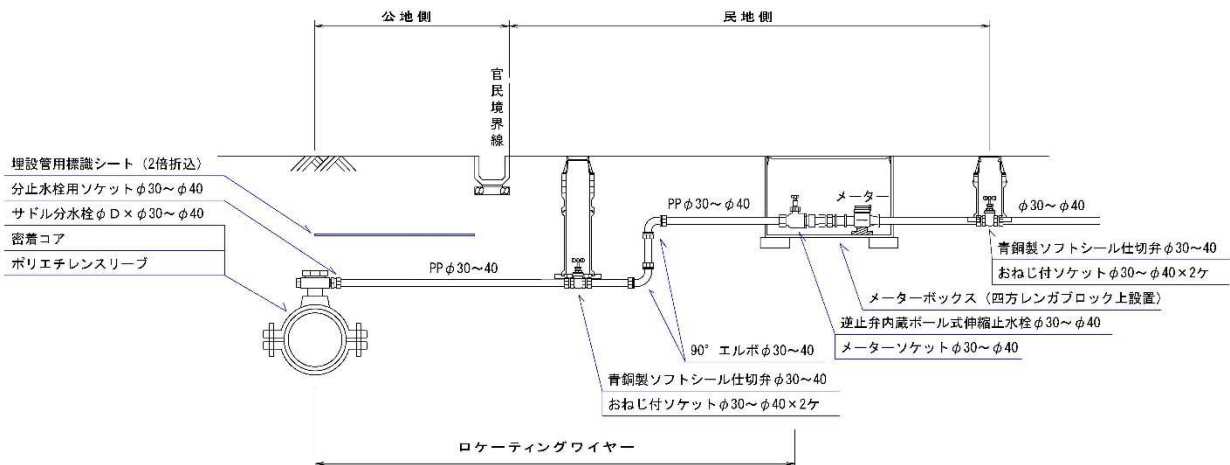 公地側
民地側
官民境界線
埋設管用標識シート（2倍折込）
分止水栓用ソケットφ30～φ40
サドル分水栓φD×φ30～φ40
密着コア
ポリエチレンスリーブ
PPφ30～40
PPφ30～φ40
メーター
φ30～φ40
青銅製ソフトシール仕切弁φ30～40
おねじ付ソケットφ30～φ40×2ケ
メーターボックス（四方レンガブロック上設置）
逆止弁内蔵ボール式伸縮止水栓φ30～φ40
メーターソケットφ30～φ40
90°エルボφ30～40
青銅製ソフトシール仕切弁φ30～40
おねじ付ソケットφ30～φ40×2ケ
ロケーティングワイヤー